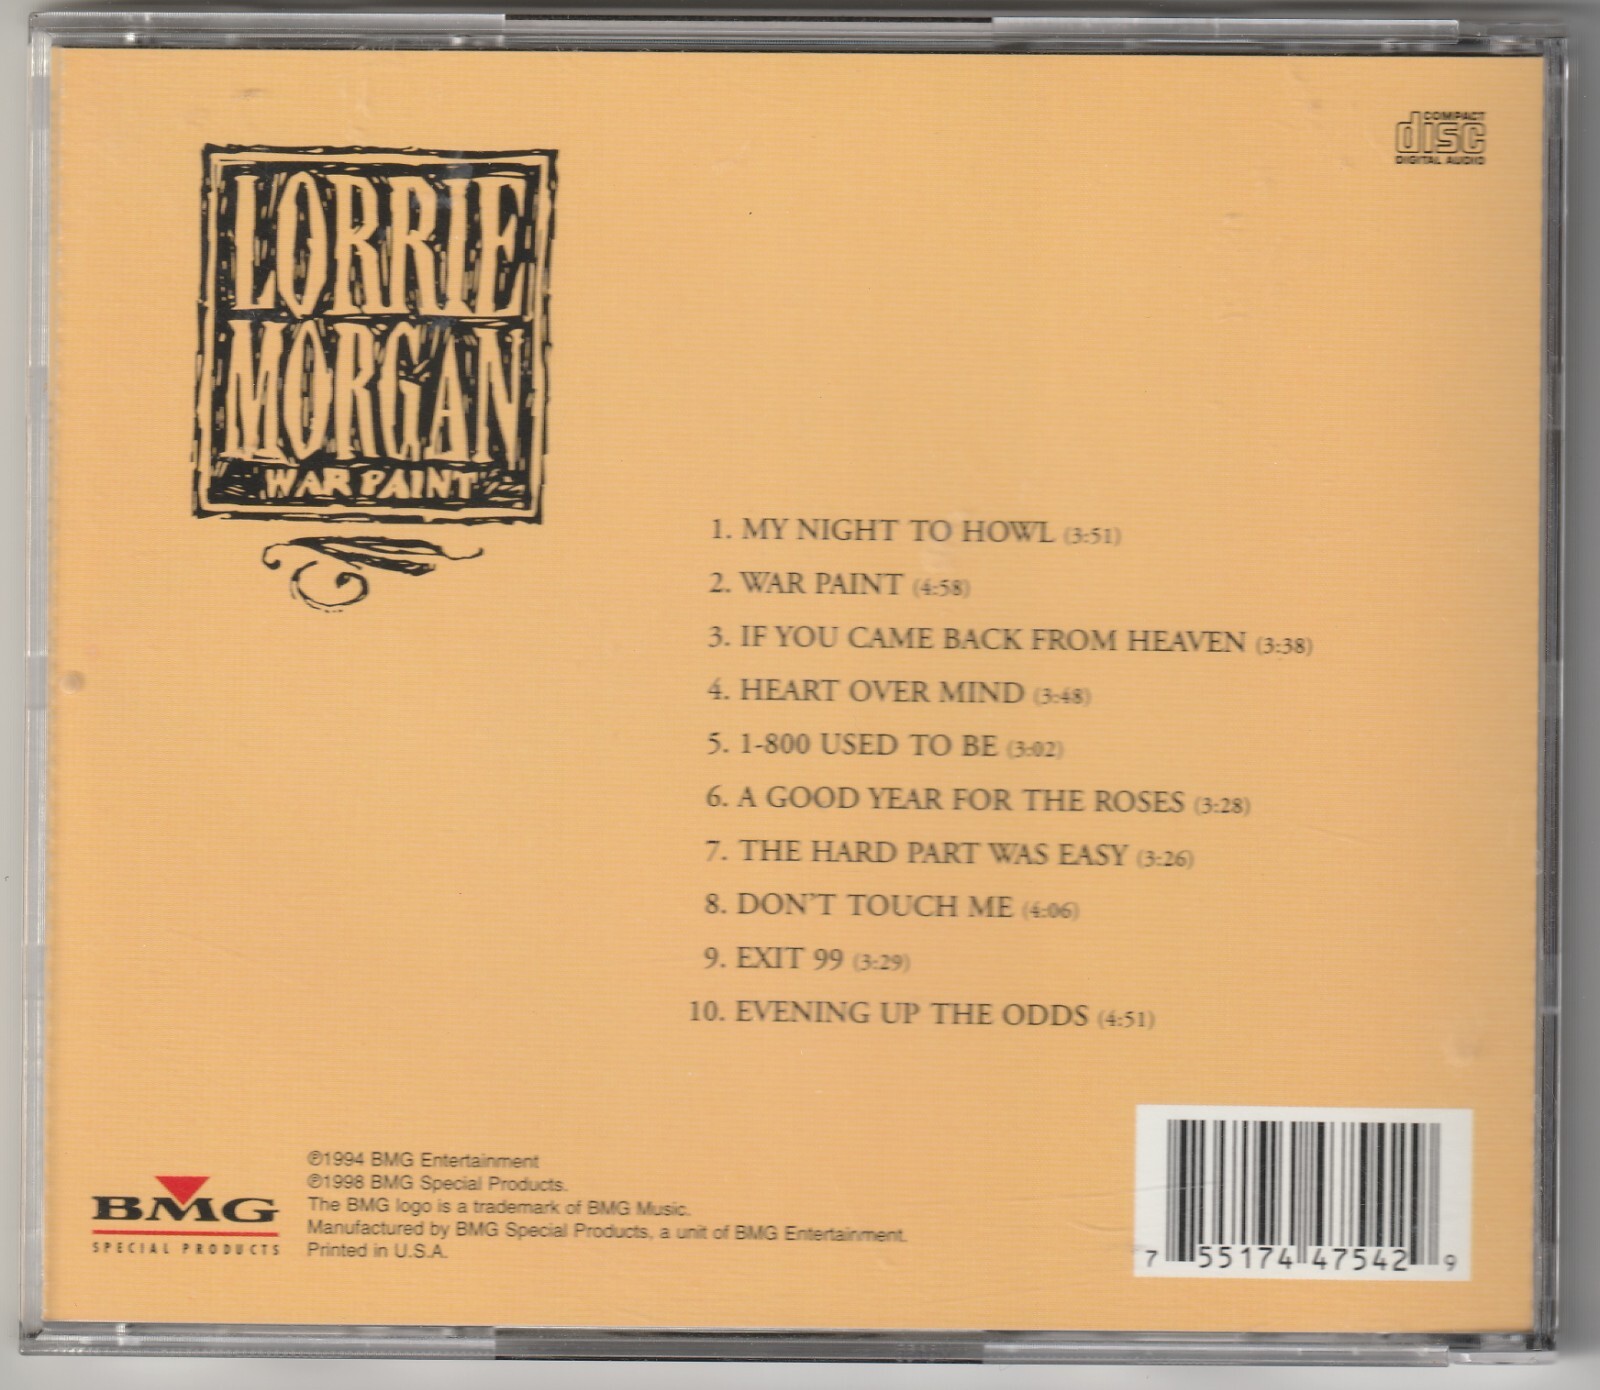 COMPACT
disc
DIGITAL AUDIO
LORRIE
MORGAN
WAR PAINT
1. MY NIGHT TO HOWL (3:51)
2. WAR PAINT (4:58)
3. IF YOU CAME BACK FROM HEAVEN (3:38)
4. HEART OVER MIND (3:48)
5. 1-800 USED TO BE (3:02)
6. A GOOD YEAR FOR THE ROSES (3:28)
7. THE HARD PART WAS EASY (3:26)
8. DON'T TOUCH ME (4:06)
9. EXIT 99 (3:29)
10. EVENING UP THE ODDS (4:51)
BMG
SPECIAL PRODUCTS
℗1994 BMG Entertainment
℗1998 BMG Special Products.
The BMG logo is a trademark of BMG Music.
Manufactured by BMG Special Products, a unit of BMG Entertainment.
Printed in U.S.A.
7 55174 47542 9